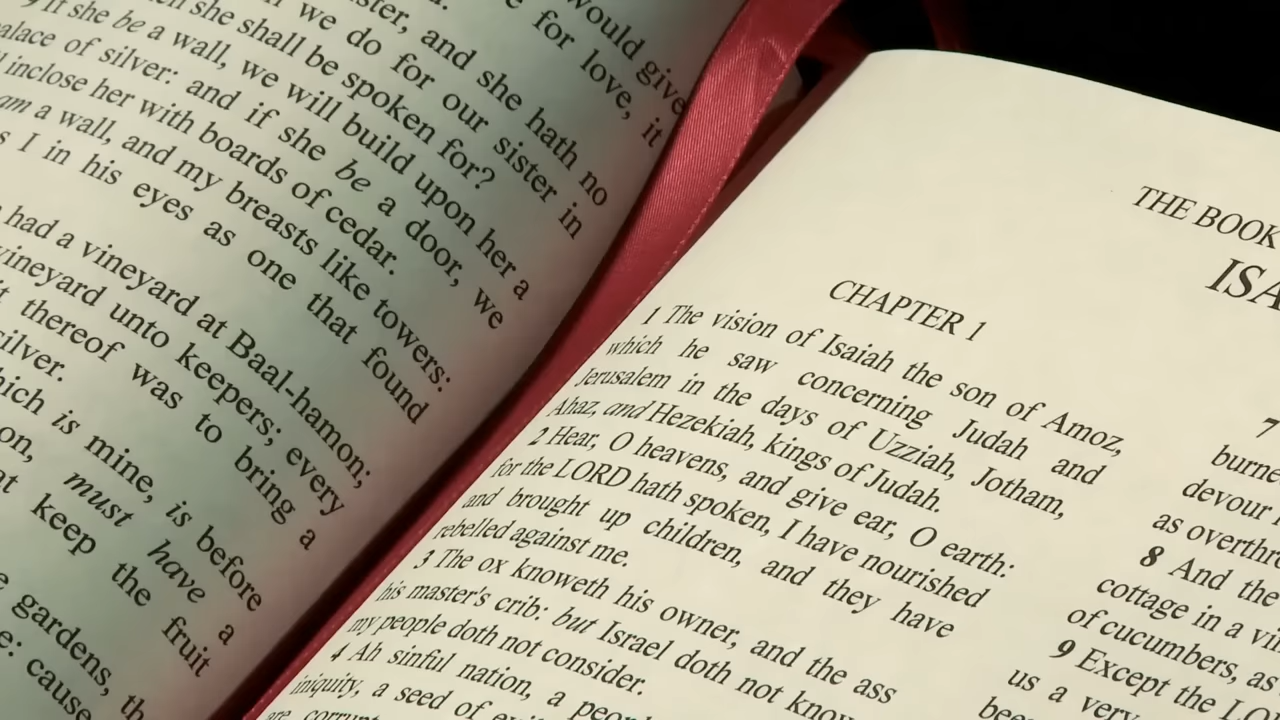 would give
for love, it
ster, and she hath no
we do for our sister in
she shall be spoken for?
9 If she be a wall, we will build upon her a
palace of silver: and if she be a door, we
inclose her with boards of cedar.
am a wall, and my breasts like towers:
I in his eyes as one that found
had a vineyard at Baal-hamon;
vineyard unto keepers; every
thereof was to bring a
silver.
which is mine, is before
on, must have a
keep the fruit
gardens, th
: cause
THE BOOK
ISA
CHAPTER 1
1 The vision of Isaiah the son of Amoz,
which he saw concerning Judah and
Jerusalem in the days of Uzziah, Jotham,
Ahaz, and Hezekiah, kings of Judah.
2 Hear, O heavens, and give ear, O earth:
for the LORD hath spoken, I have nourished
and brought up children, and they have
rebelled against me.
3 The ox knoweth his owner, and the ass
his master's crib: but Israel doth not know
my people doth not consider.
4 Ah sinful nation, a peop
iniquity, a seed of
are corrupt
7
burne
devour
as overthro
8 And the
cottage in a vi
of cucumbers, as
9 Except the LO
us a very
been